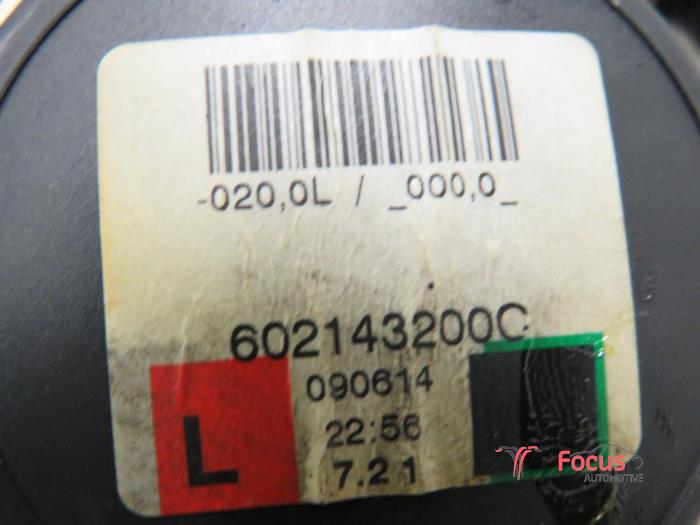 -020,0L / _000,0_
602143200C
090614
22:56
7.2 1
L
Focus
AUTOMOTIVE